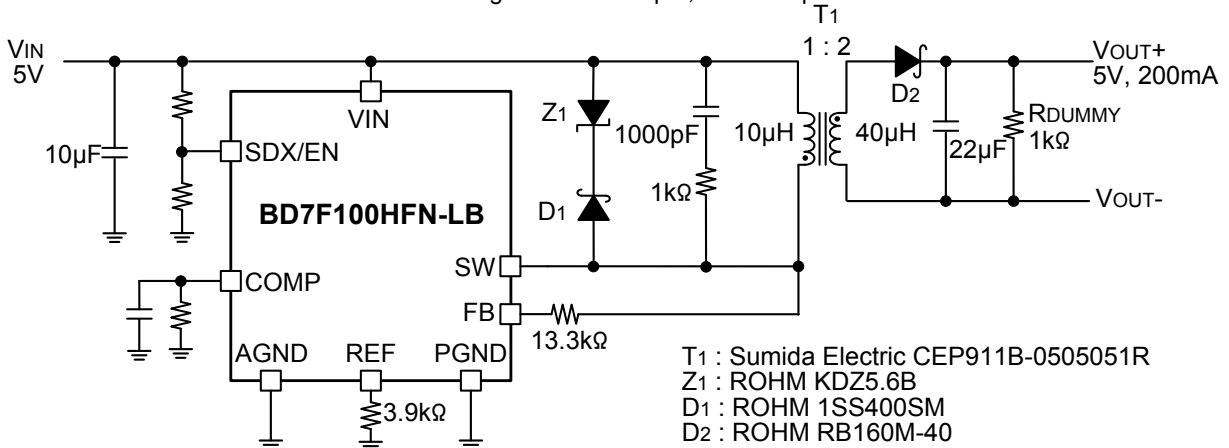 T1
1 : 2
VIN
5V
VOUT+
5V, 200mA
VIN
Z1
D2
RDUMMY
1kΩ
10µF
SDX/EN
1000pF
10µH
40µH
22µF
BD7F100HFN-LB
D1
1kΩ
VOUT-
COMP
SW
FB
13.3kΩ
AGND
REF
PGND
3.9kΩ
T1 : Sumida Electric CEP911B-0505051R
Z1 : ROHM KDZ5.6B
D1 : ROHM 1SS400SM
D2 : ROHM RB160M-40